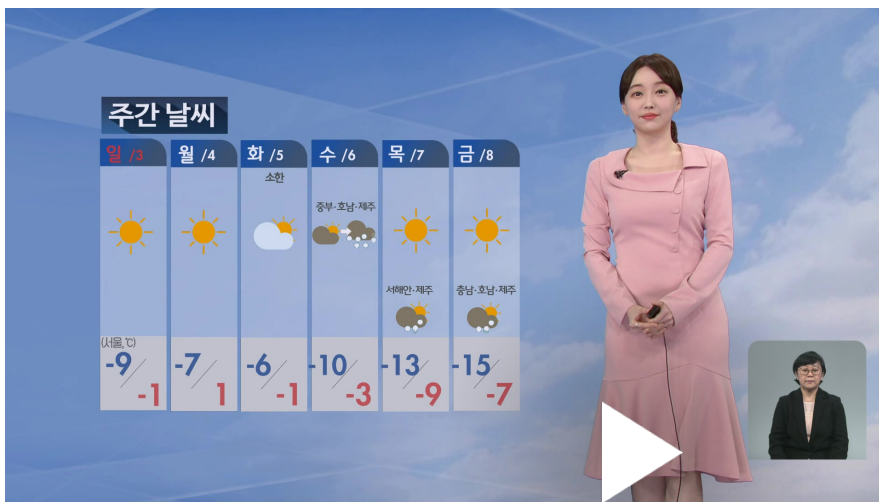 주간 날씨
일 /3 월 /4 화 /5 수 /6 목 /7 금 /8
소한
중부·호남·제주
서해안·제주 충남·호남·제주
(서울,℃)
-9/-1 -7/1 -6/-1 -10/-3 -13/-9 -15/-7